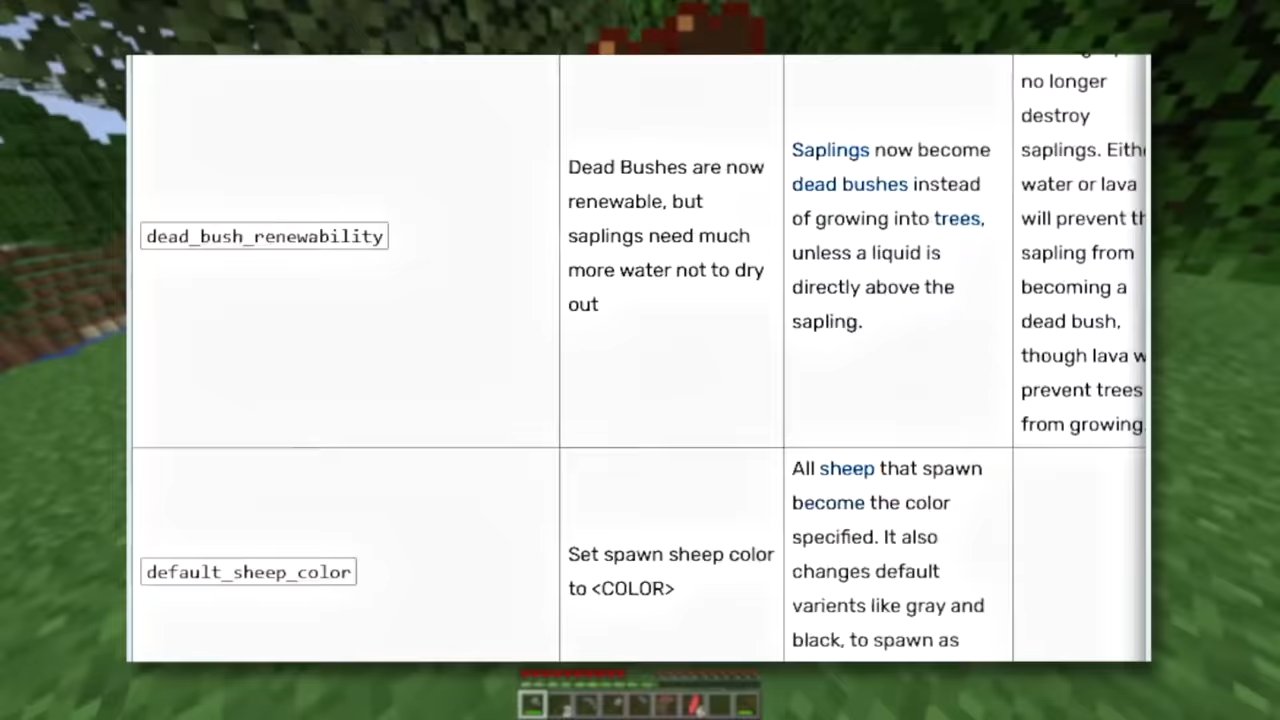 dead_bush_renewability
Dead Bushes are now
renewable, but
saplings need much
more water not to dry
out
Saplings now become
dead bushes instead
of growing into trees,
unless a liquid is
directly above the
sapling.
no longer
destroy
saplings.
water or lava
will prevent
sapling from
becoming a
dead bush,
though lava
prevent trees
from growing.
default_sheep_color
Set spawn sheep color
to <COLOR>
All sheep that spawn
become the color
specified. It also
changes default
varients like gray and
black, to spawn as